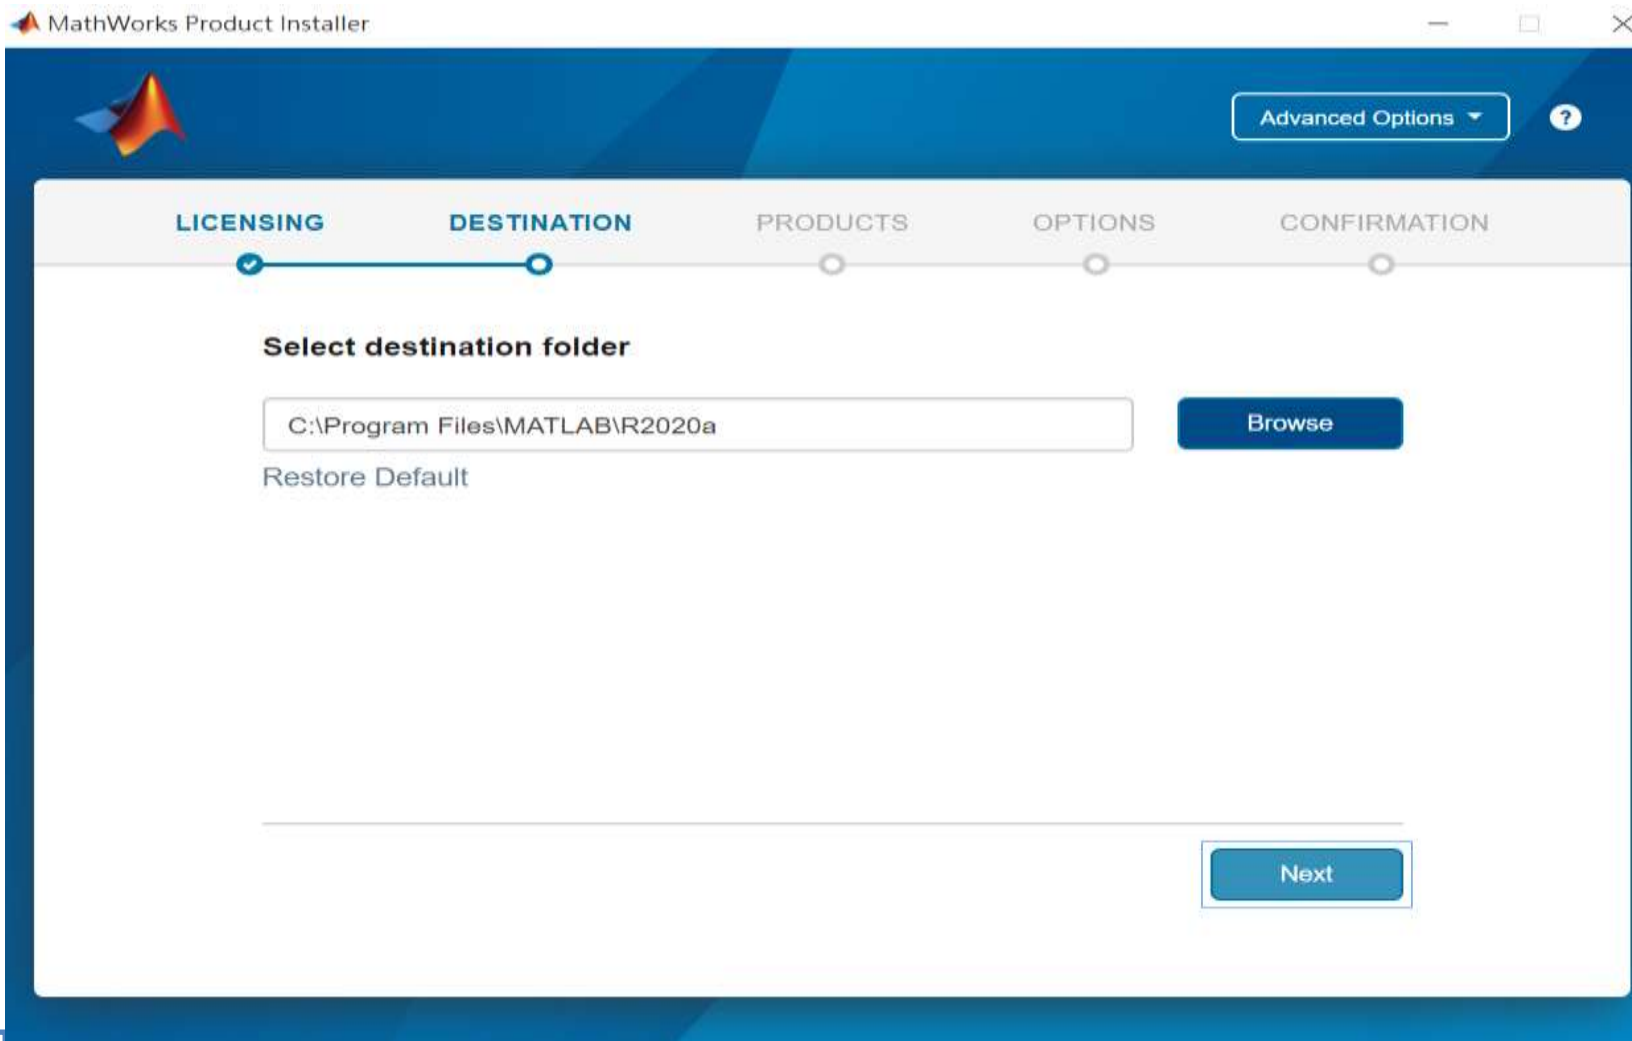 MathWorks Product Installer
Advanced Options ?
LICENSING DESTINATION PRODUCTS OPTIONS CONFIRMATION
Select destination folder
C:\Program Files\MATLAB\R2020a Browse
Restore Default
Next